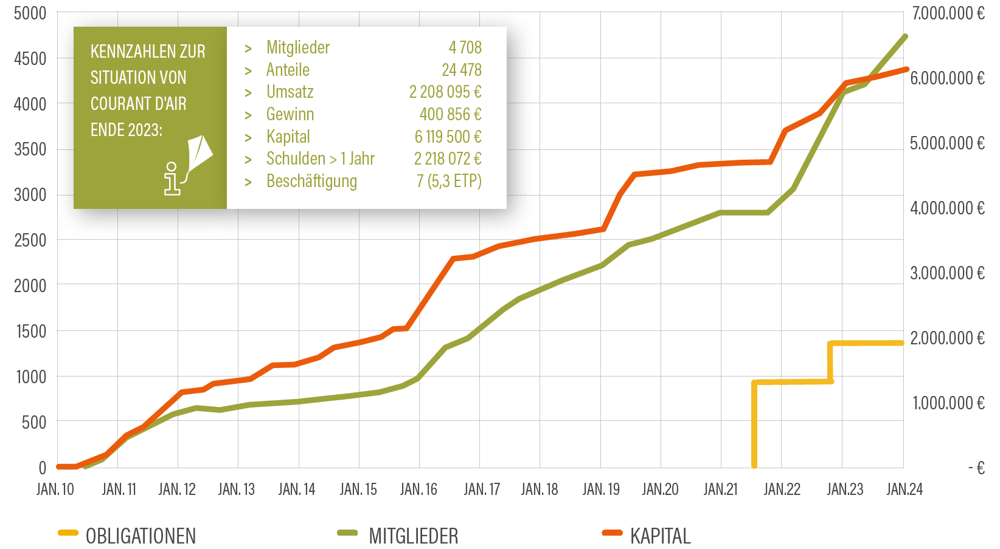 5000
4500
4000
3500
3000
2500
2000
1500
1000
500
0
KENNZAHLEN ZUR
SITUATION VON
COURANT D'AIR
ENDE 2023:
> Mitglieder 4 708
> Anteile 24 478
> Umsatz 2 208 095 €
> Gewinn 400 856 €
> Kapital 6 119 500 €
> Schulden > 1 Jahr 2 218 072 €
> Beschäftigung 7 (5,3 ETP)
7.000.000 €
6.000.000 €
5.000.000 €
4.000.000 €
3.000.000 €
2.000.000 €
1.000.000 €
- €
JAN. 10 JAN. 11 JAN. 12 JAN. 13 JAN. 14 JAN. 15 JAN. 16 JAN. 17 JAN. 18 JAN. 19 JAN. 20 JAN. 21 JAN.22 JAN.23 JAN.24
OBLIGATIONEN MITGLIEDER KAPITAL